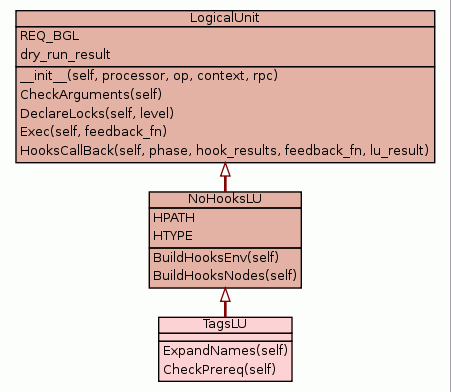 LogicalUnit
REQ_BGL
dry_run_result
__init__(self, processor, op, context, rpc)
CheckArguments(self)
DeclareLocks(self, level)
Exec(self, feedback_fn)
HooksCallBack(self, phase, hook_results, feedback_fn, lu_result)
NoHooksLU
HPATH
HTYPE
BuildHooksEnv(self)
BuildHooksNodes(self)
TagsLU
ExpandNames(self)
CheckPrereq(self)